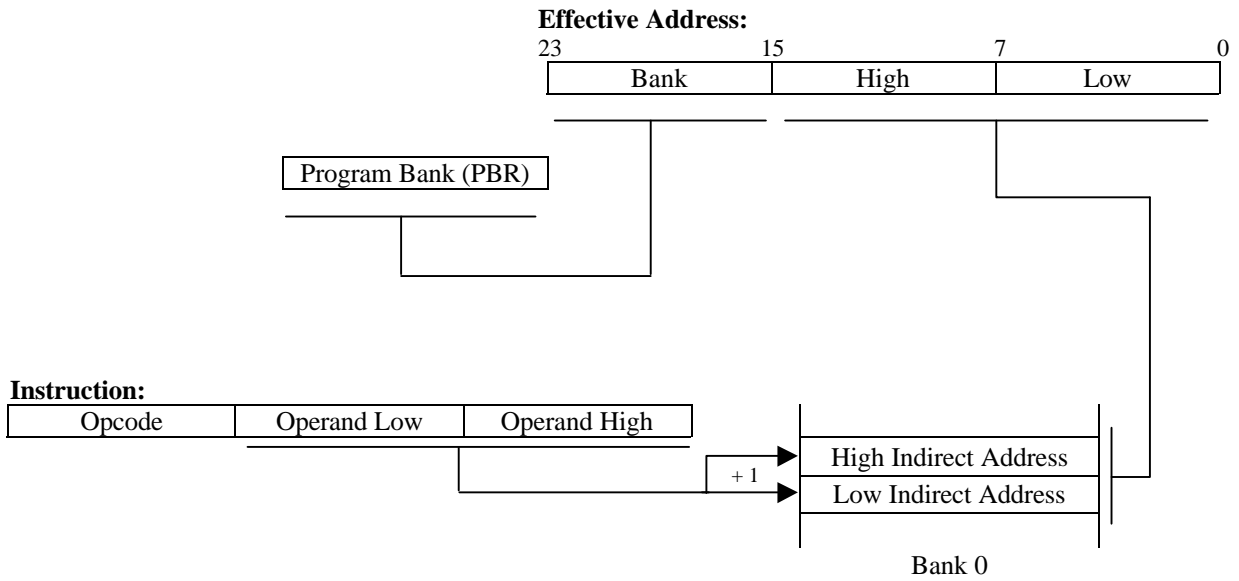 Effective Address:
23 15 7 0
Bank High Low
Program Bank (PBR)
Instruction:
Opcode Operand Low Operand High
High Indirect Address
+ 1
Low Indirect Address
Bank 0